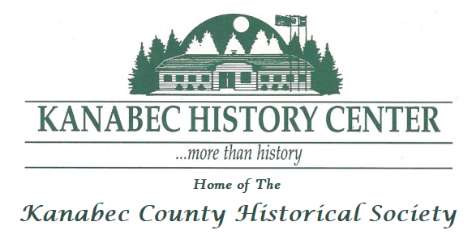 KANABEC HISTORY CENTER
...more than history
Home of The
Kanabec County Historical Society